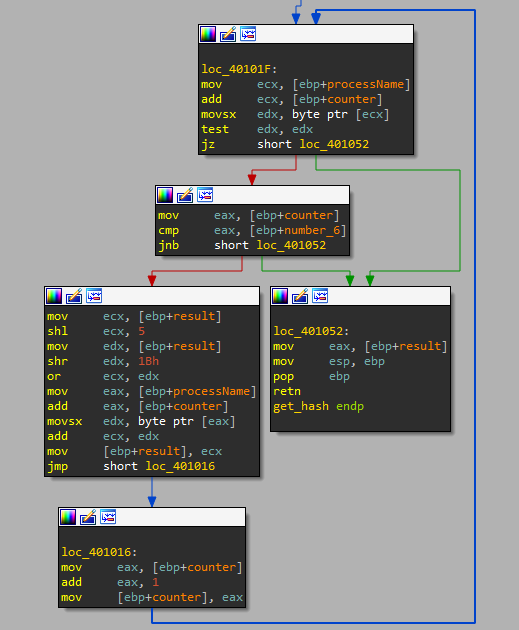 loc_40101F:
mov ecx, [ebp+processName]
add ecx, [ebp+counter]
movsx edx, byte ptr [ecx]
test edx, edx
jz short loc_401052
mov eax, [ebp+counter]
cmp eax, [ebp+number_6]
jnb short loc_401052
mov ecx, [ebp+result]
shl ecx, 5
mov edx, [ebp+result]
shr edx, 1Bh
or ecx, edx
mov eax, [ebp+processName]
add eax, [ebp+counter]
movsx edx, byte ptr [eax]
add ecx, edx
mov [ebp+result], ecx
jmp short loc_401016
loc_401052:
mov eax, [ebp+result]
mov esp, ebp
pop ebp
retn
get_hash endp
loc_401016:
mov eax, [ebp+counter]
add eax, 1
mov [ebp+counter], eax